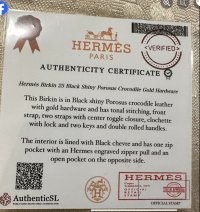 HERMÈS
PARIS
<VERIFIED>
AUTHENTICITY CERTIFICATE
Hermès Birkin 25 Black Shiny Porosus Crocodile Gold Hardware
This Birkin is in Black shiny Porosus crocodile leather
with gold hardware and has tonal stitching, front
strap, two straps with center toggle closure, clochette
with lock and two keys and double rolled handles.
The interior is lined with Black chevre and has one zip
pocket with an Hermes engraved zipper pull and an
open pocket on the opposite side.
HERMES
AuthenticSL
OFFICIAL STAMP